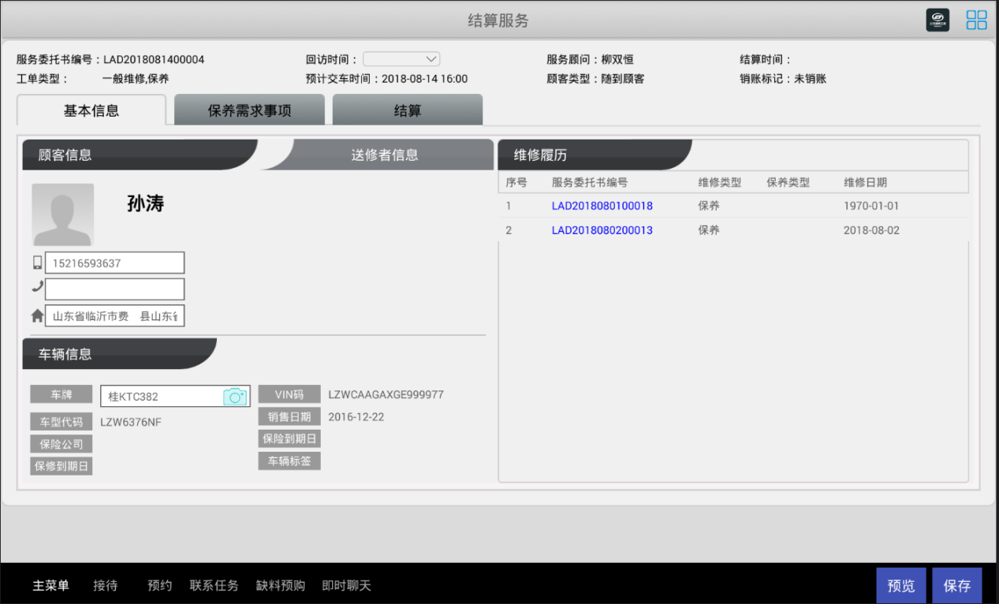 结算服务
服务委托书编号：LAD2018081400004 回访时间： 服务顾问：柳双恒 结算时间：
工单类型： 一般维修,保养 预计交车时间：2018-08-14 16:00 顾客类型：随到顾客 销账标记：未销账
基本信息 保养需求事项 结算
顾客信息 送修者信息 维修履历
序号 服务委托书编号 维修类型 保养类型 维修日期
孙涛
1 LAD2018080100018 保养 1970-01-01
2 LAD2018080200013 保养 2018-08-02
15216593637
山东省临沂市费 县山东
车辆信息
车牌 桂KTC382 VIN码 LZWCAAGAXGE999977
车型代码 LZW6376NF 销售日期 2016-12-22
保险公司 保险到期日
保修到期日 车辆标签
主菜单 接待 预约 联系任务 缺料预购 即时聊天 预览 保存